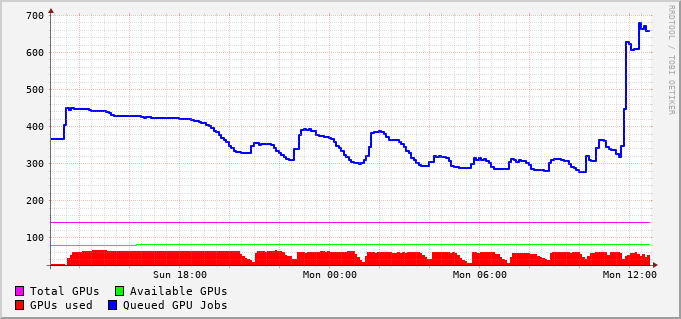 700
600
500
400
300
200
100
Sun 18:00 Mon 00:00 Mon 06:00 Mon 12:00
RRDTOOL / TOBI OETIKER
Total GPUs Available GPUs
GPUs used Queued GPU Jobs